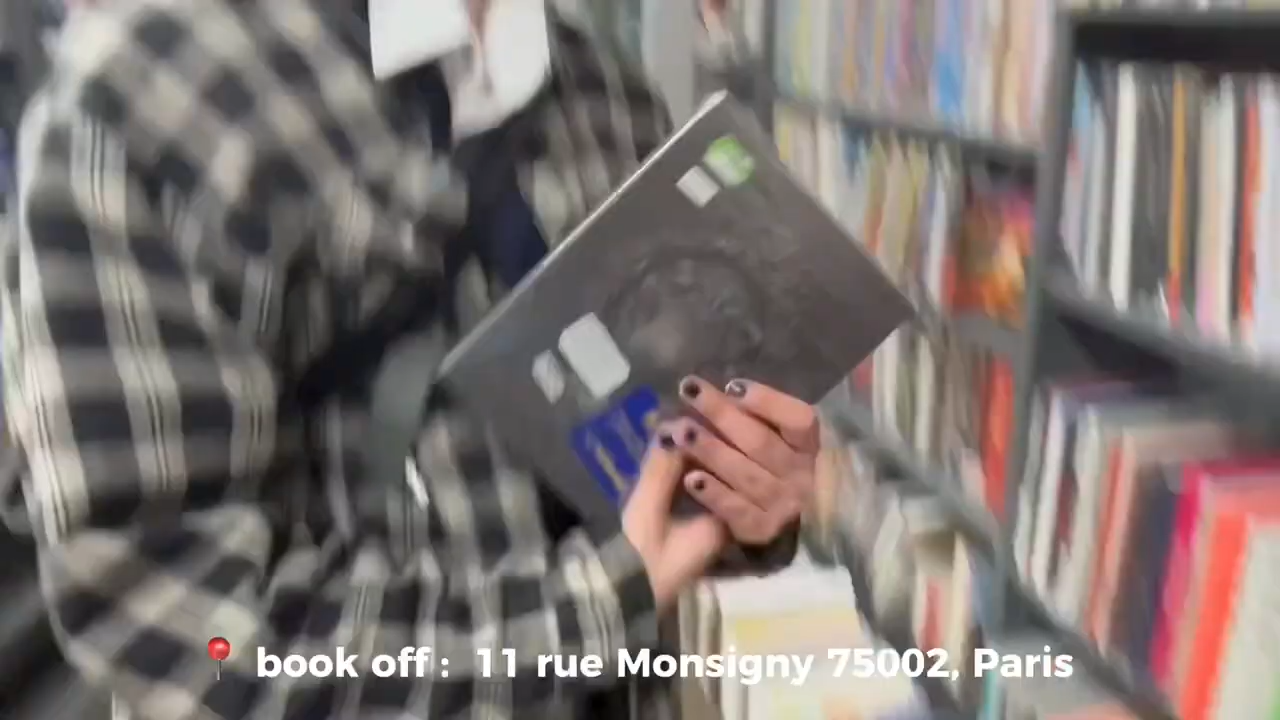 📍 book off : 11 rue Monsigny 75002, Paris